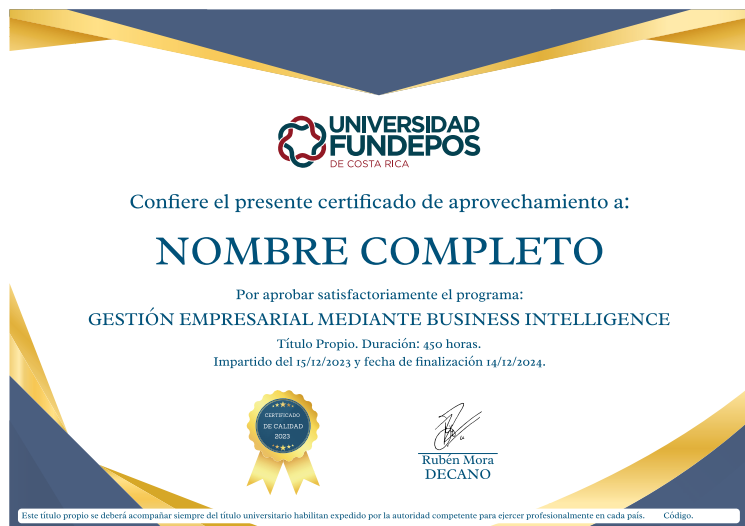 UNIVERSIDAD
FUNDEPOS
DE COSTA RICA
Confiere el presente certificado de aprovechamiento a:
NOMBRE COMPLETO
Por aprobar satisfactoriamente el programa:
GESTIÓN EMPRESARIAL MEDIANTE BUSINESS INTELLIGENCE
Título Propio. Duración: 450 horas.
Impartido del 15/12/2023 y fecha de finalización 14/12/2024.
CERTIFICADO
DE CALIDAD
2023
Rubén Mora
DECANO
Este título propio se deberá acompañar siempre del título universitario habilitan expedido por la autoridad competente para ejercer profesionalmente en cada país. Código.